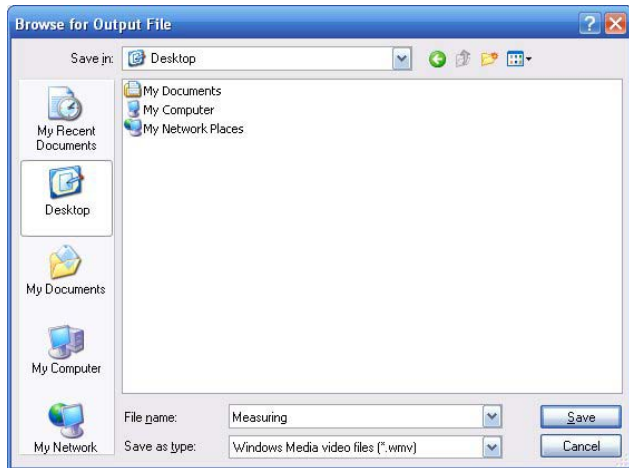 Browse for Output File
Save in: Desktop
My Recent Documents
Desktop
My Documents
My Computer
My Network
My Documents
My Computer
My Network Places
File name: Measuring Save
Save as type: Windows Media video files (*.wmv) Cancel